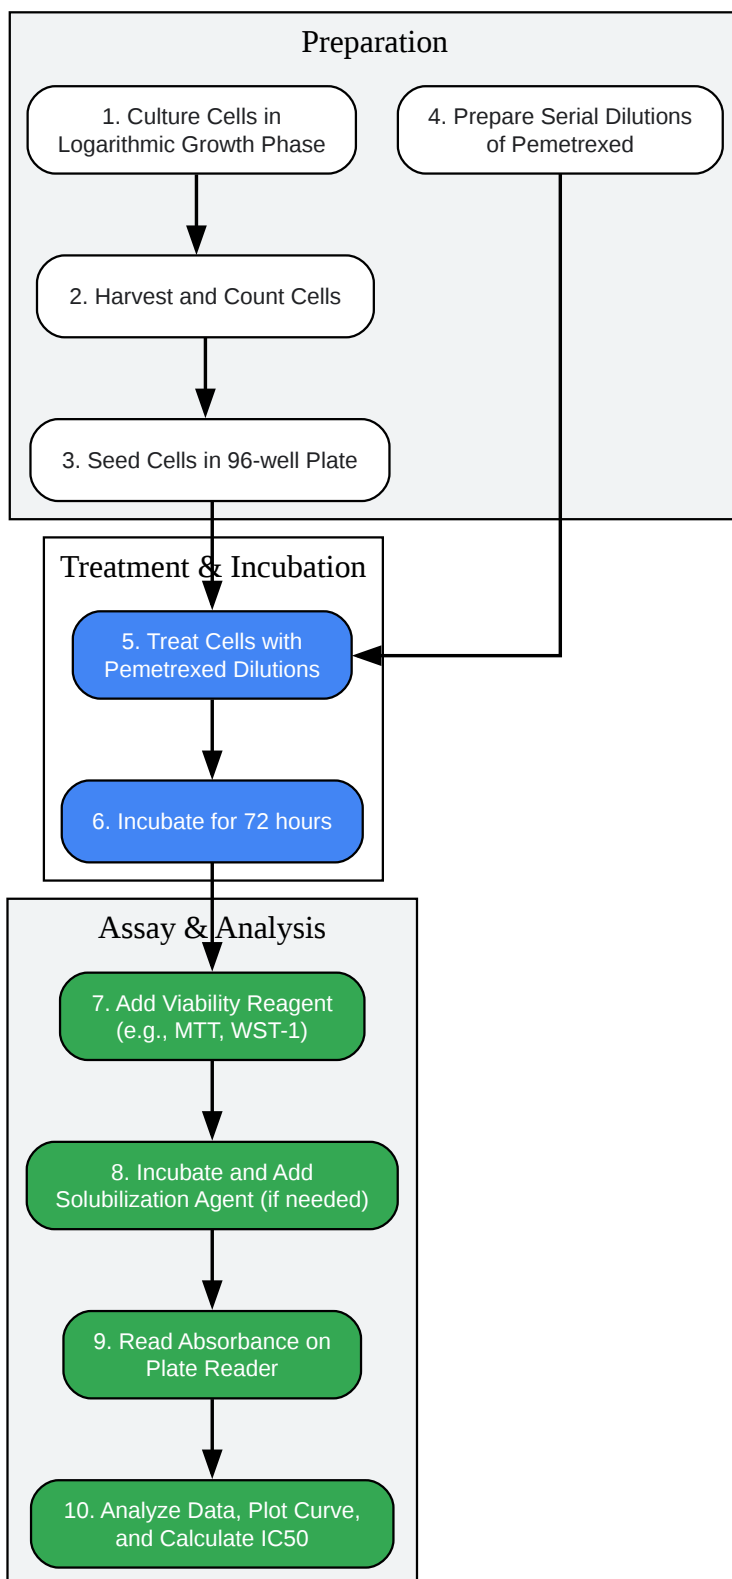 Preparation
1. Culture Cells in
Logarithmic Growth Phase
4. Prepare Serial Dilutions
of Pemetrexed
2. Harvest and Count Cells
3. Seed Cells in 96-well Plate
Treatment & Incubation
5. Treat Cells with
Pemetrexed Dilutions
6. Incubate for 72 hours
Assay & Analysis
7. Add Viability Reagent
(e.g., MTT, WST-1)
8. Incubate and Add
Solubilization Agent (if needed)
9. Read Absorbance on
Plate Reader
10. Analyze Data, Plot Curve,
and Calculate IC50